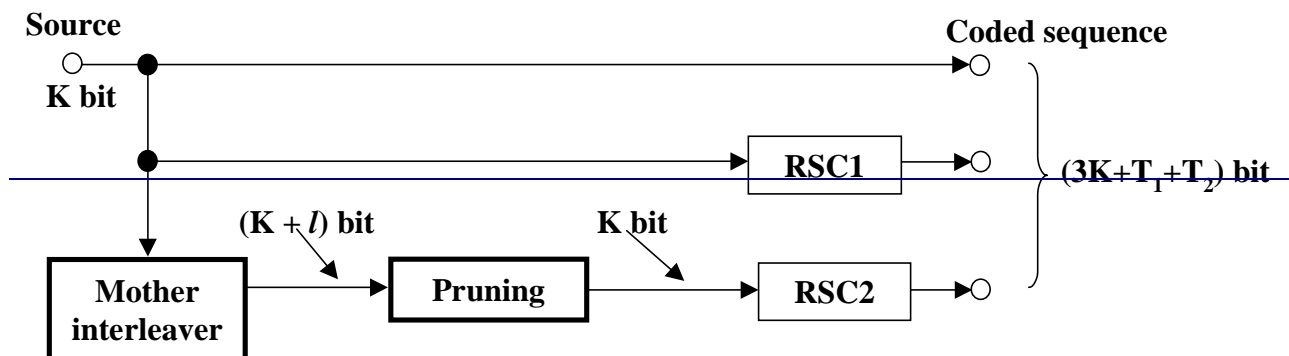 Source
Coded sequence
K bit
RSC1
(3K+T₁+T₂) bit
(K + l) bit
K bit
Mother
interleaver
Pruning
RSC2